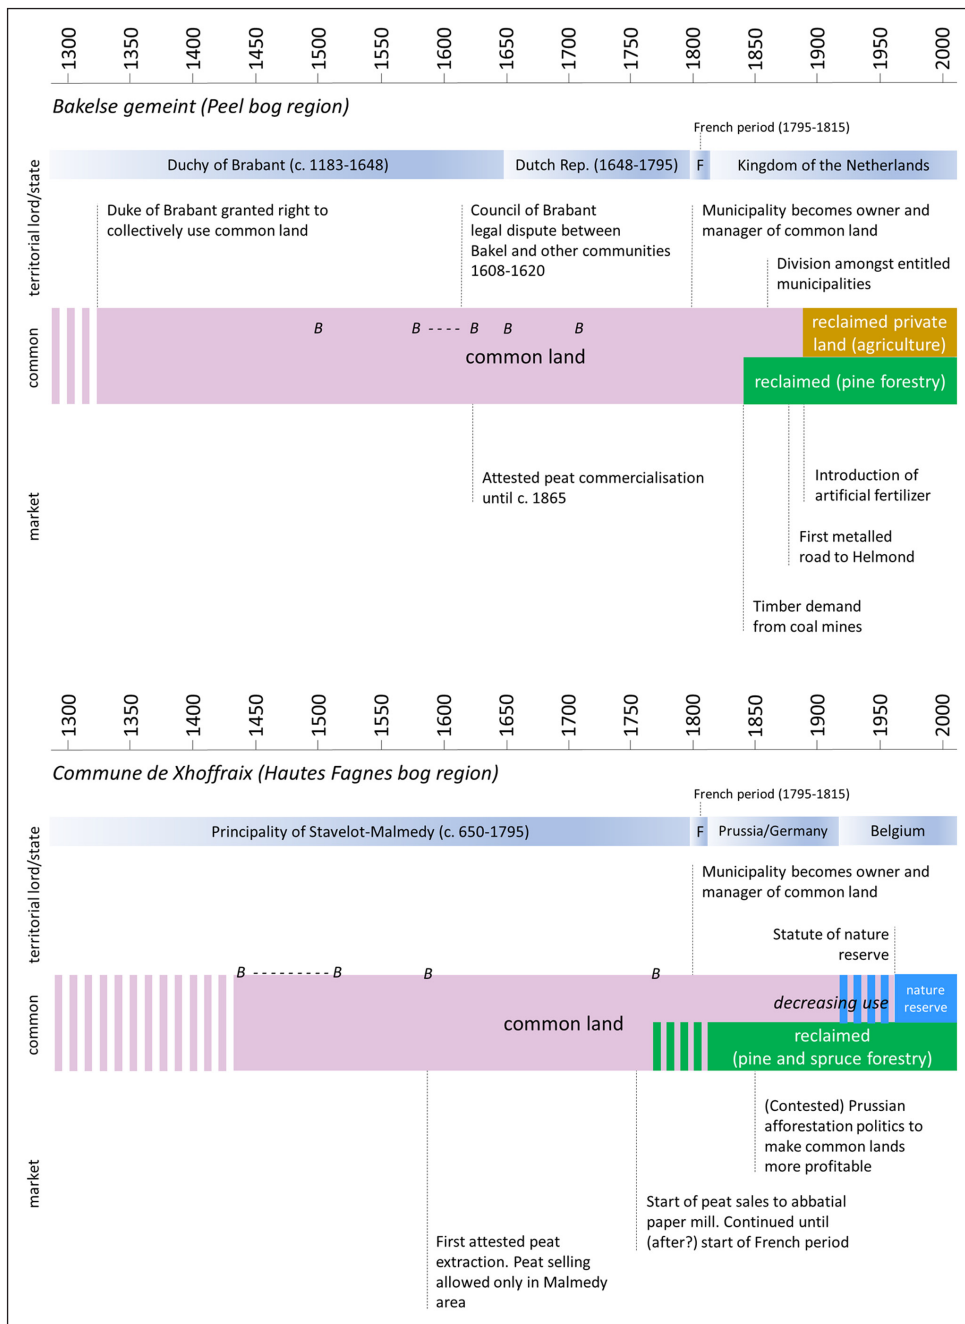 1300 1350 1400 1450 1500 1550 1600 1650 1700 1750 1800 1850 1900 1950 2000
Bakelse gemeint (Peel bog region)
French period (1795-1815)
territorial lord/state
Duchy of Brabant (c. 1183-1648) Dutch Rep. (1648-1795) F Kingdom of the Netherlands
Duke of Brabant granted right to
collectively use common land
Council of Brabant
legal dispute between
Bakel and other communities
1608-1620
Municipality becomes owner and
manager of common land
Division amongst entitled
municipalities
common
B B ---- B B B
common land
reclaimed private
land (agriculture)
reclaimed (pine forestry)
market
Attested peat commercialisation
until c. 1865
Introduction of
artificial fertilizer
First metalled
road to Helmond
Timber demand
from coal mines
1300 1350 1400 1450 1500 1550 1600 1650 1700 1750 1800 1850 1900 1950 2000
Commune de Xhoffraix (Hautes Fagnes bog region)
French period (1795-1815)
territorial lord/state
Principality of Stavelot-Malmedy (c. 650-1795) F Prussia/Germany Belgium
Municipality becomes owner and
manager of common land
Statute of nature
reserve
common
B --------- B B B
common land
decreasing use
nature
reserve
reclaimed
(pine and spruce forestry)
market
(Contested) Prussian
afforestation politics to
make common lands
more profitable
Start of peat sales to abbatial
paper mill. Continued until
(after?) start of French period
First attested peat
extraction. Peat selling
allowed only in Malmedy
area